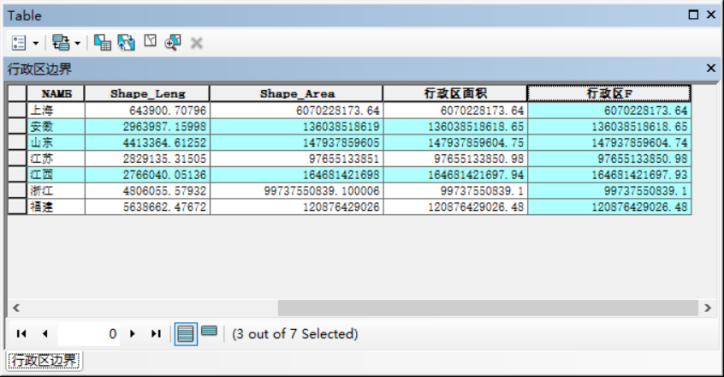 Table
行政区边界
NAME Shape_Leng Shape_Area 行政区面积 行政区F
上海 643900.70796 6070228173.64 6070228173.64 6070228173.64
安徽 2963987.15998 136038518619 136038518618.65 136038518618.65
山东 4413364.61252 147937859605 147937859604.75 147937859604.74
江苏 2829135.31505 97655133851 97655133850.98 97655133850.98
江西 2766040.05136 164681421698 164681421697.94 164681421697.93
浙江 4806055.57932 99737550839.100006 99737550839.1 99737550839.1
福建 5638662.47672 120876429026 120876429026.48 120876429026.48
0 (3 out of 7 Selected)
行政区边界